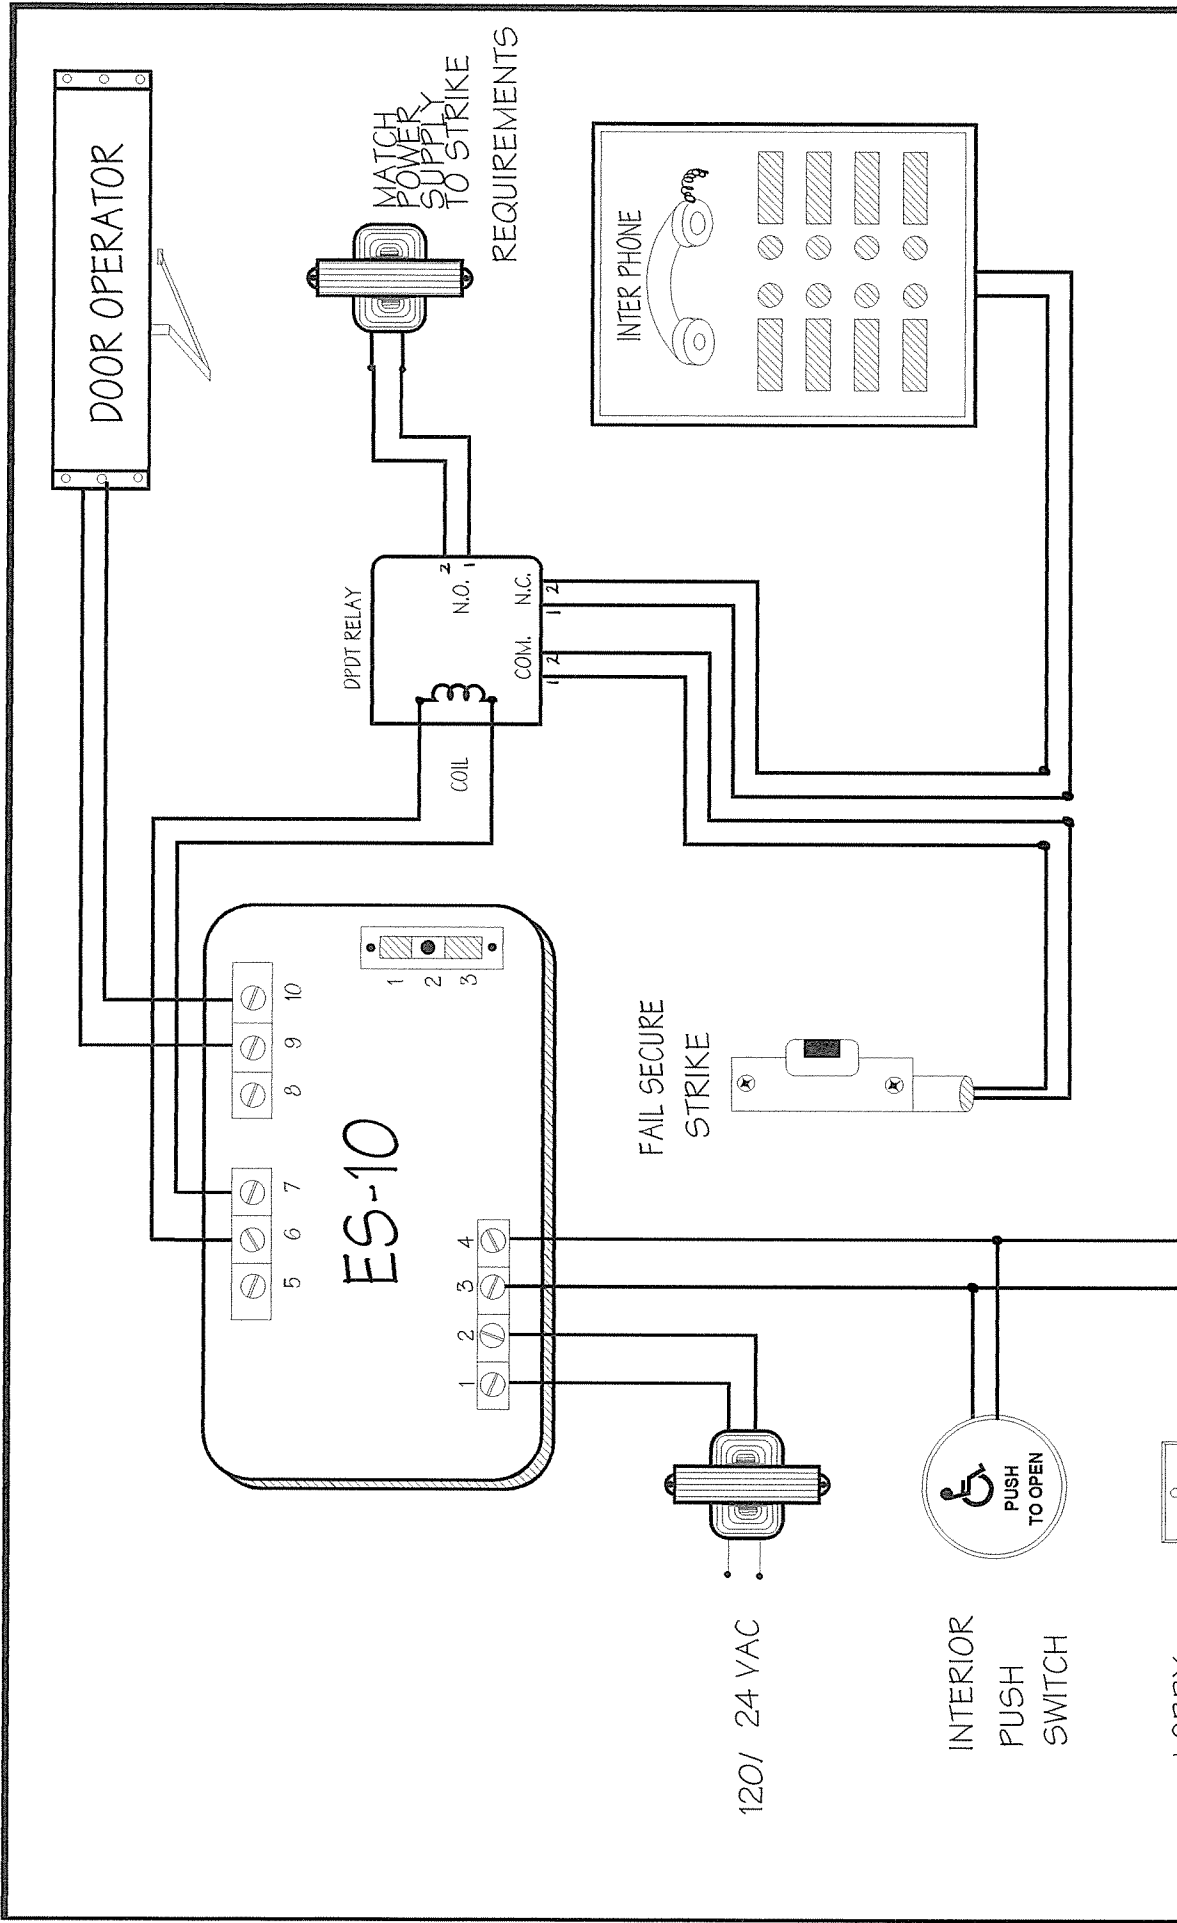 DOOR OPERATOR
MATCH
POWER
SUPPLY
TO STRIKE
REQUIREMENTS
DPDT RELAY
2
1
N.O.
COIL
COM.
N.C.
1
2
1
2
INTER PHONE
5
6
7
8
9
10
1
2
3
ES-10
1
2
3
4
FAIL SECURE
STRIKE
120/ 24 VAC
INTERIOR
PUSH
SWITCH
PUSH
TO OPEN